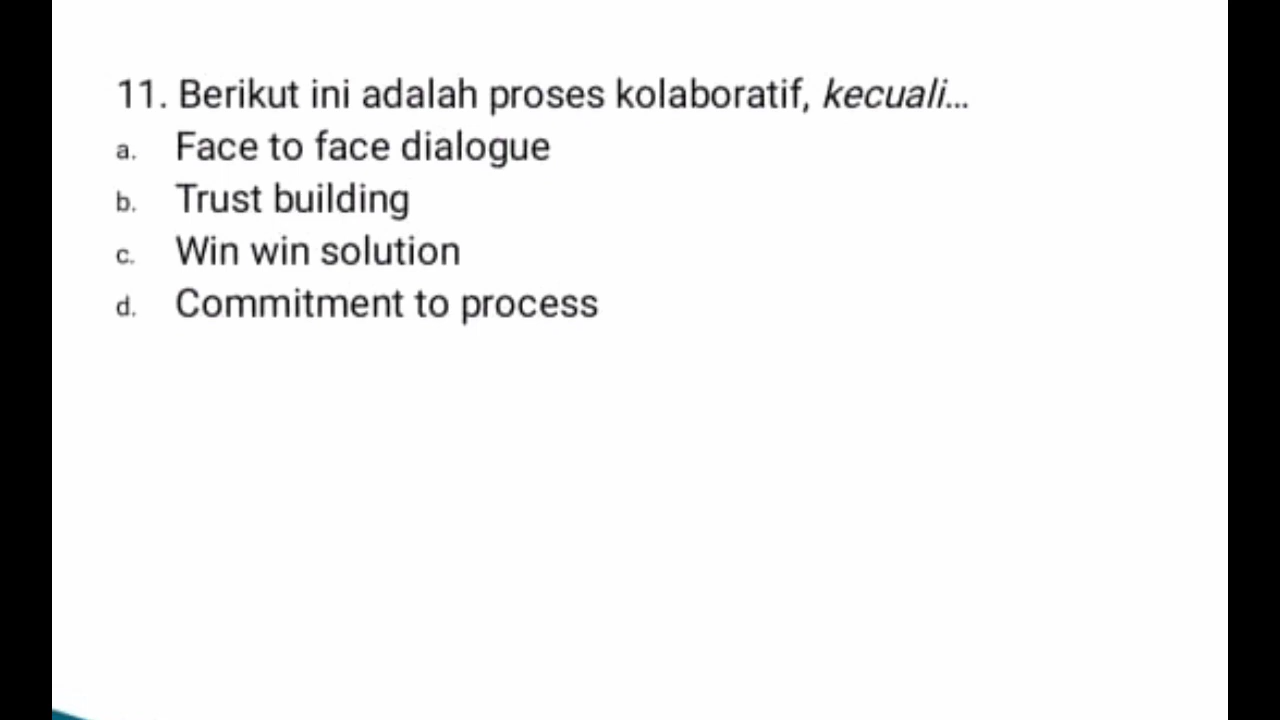 11. Berikut ini adalah proses kolaboratif, kecuali...
a. Face to face dialogue
b. Trust building
c. Win win solution
d. Commitment to process